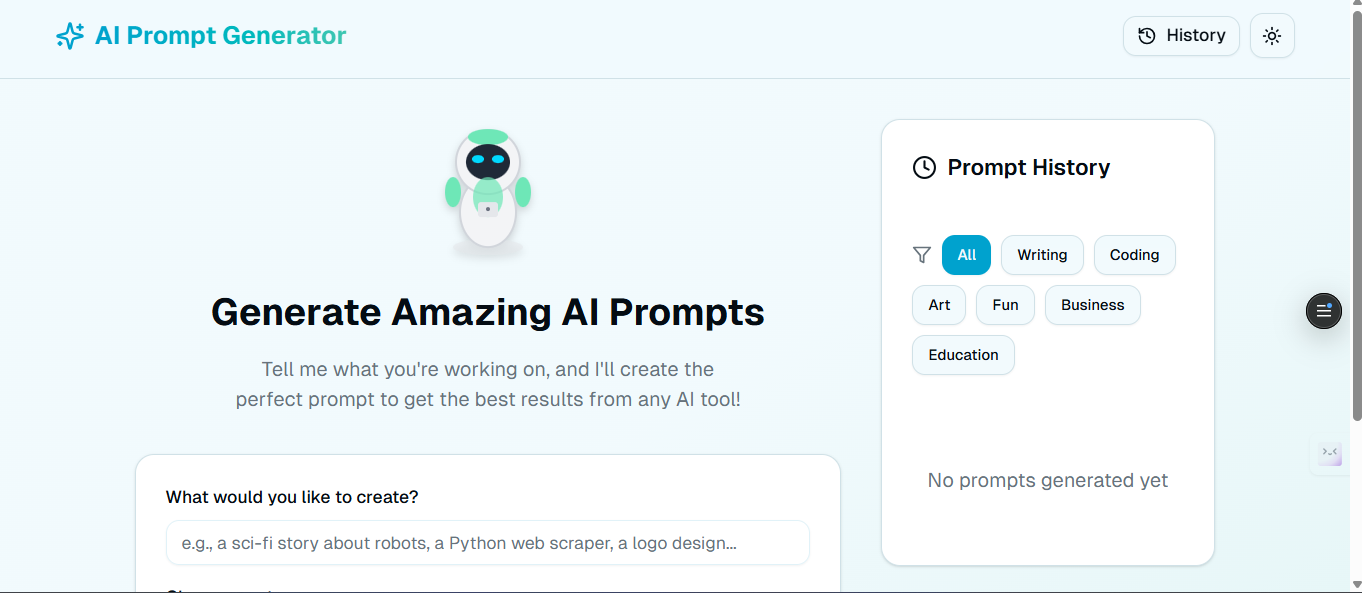 AI Prompt Generator
History
Generate Amazing AI Prompts
Tell me what you're working on, and I'll create the
perfect prompt to get the best results from any AI tool!
What would you like to create?
e.g., a sci-fi story about robots, a Python web scraper, a logo design...
Prompt History
All Writing Coding
Art Fun Business
Education
No prompts generated yet